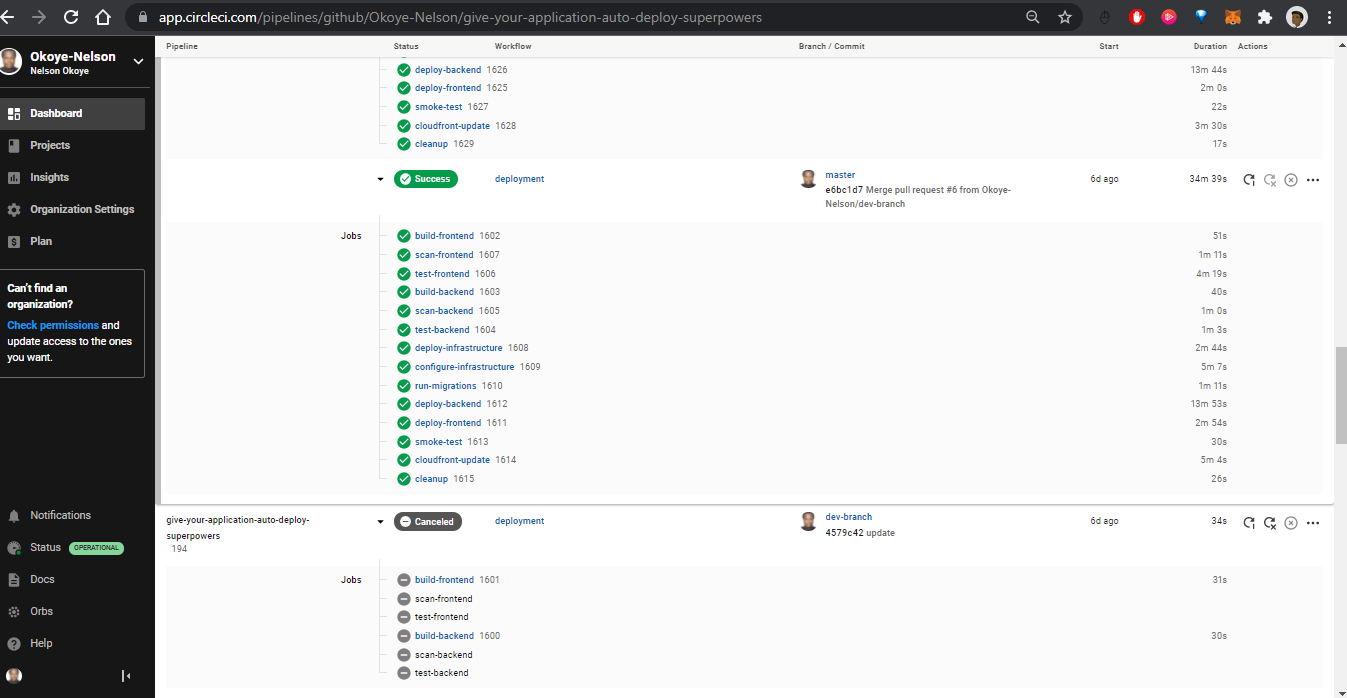 app.circleci.com/pipelines/github/Okoye-Nelson/give-your-application-auto-deploy-superpowers
Okoye-Nelson
Nelson Okoye
Dashboard
Projects
Insights
Organization Settings
Plan
Can't find an
organization?
Check permissions and
update access to the ones
you want.
Notifications
Status OPERATIONAL
Docs
Orbs
Help
Pipeline Status Workflow Branch / Commit Start Duration Actions
deploy-backend 1626 13m 44s
deploy-frontend 1625 2m 0s
smoke-test 1627 22s
cloudfront-update 1628 3m 30s
cleanup 1629 17s
Success deployment master 6d ago 34m 39s
e6bc1d7 Merge pull request #6 from Okoye-
Nelson/dev-branch
Jobs build-frontend 1602 51s
scan-frontend 1607 1m 11s
test-frontend 1606 4m 19s
build-backend 1603 40s
scan-backend 1605 1m 0s
test-backend 1604 1m 3s
deploy-infrastructure 1608 2m 44s
configure-infrastructure 1609 5m 7s
run-migrations 1610 1m 11s
deploy-backend 1612 13m 53s
deploy-frontend 1611 2m 54s
smoke-test 1613 30s
cloudfront-update 1614 5m 4s
cleanup 1615 26s
give-your-application-auto-deploy- Canceled deployment dev-branch 6d ago 34s
superpowers 4579c42 update
194
Jobs build-frontend 1601 31s
scan-frontend
test-frontend
build-backend 1600 30s
scan-backend
test-backend